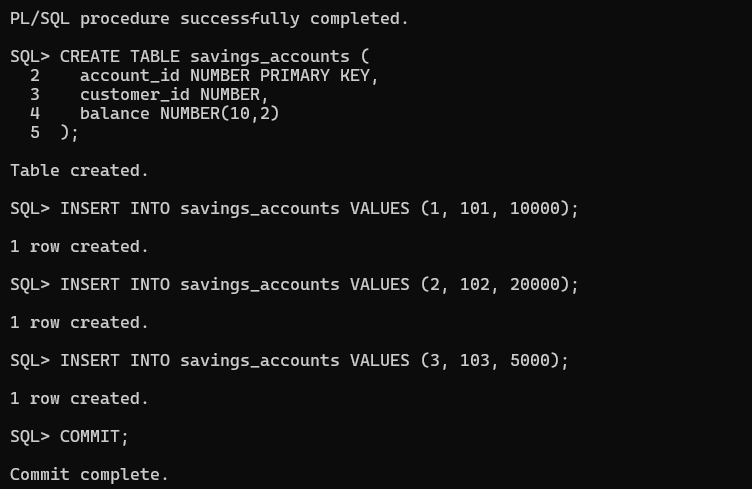 PL/SQL procedure successfully completed.
SQL> CREATE TABLE savings_accounts (
  2    account_id NUMBER PRIMARY KEY,
  3    customer_id NUMBER,
  4    balance NUMBER(10,2)
  5  );
Table created.
SQL> INSERT INTO savings_accounts VALUES (1, 101, 10000);
1 row created.
SQL> INSERT INTO savings_accounts VALUES (2, 102, 20000);
1 row created.
SQL> INSERT INTO savings_accounts VALUES (3, 103, 5000);
1 row created.
SQL> COMMIT;
Commit complete.